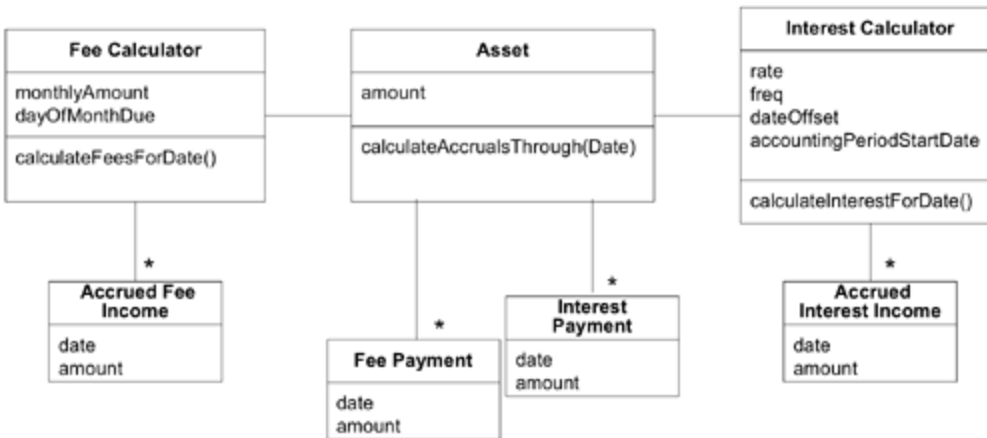 Fee Calculator
monthlyAmount
dayOfMonthDue
calculateFeesForDate()
Asset
amount
calculateAccrualsThrough(Date)
Interest Calculator
rate
freq
dateOffset
accountingPeriodStartDate
calculateInterestForDate()
*
Accrued Fee
Income
date
amount
*
Fee Payment
date
amount
*
Interest
Payment
date
amount
*
Accrued
Interest Income
date
amount